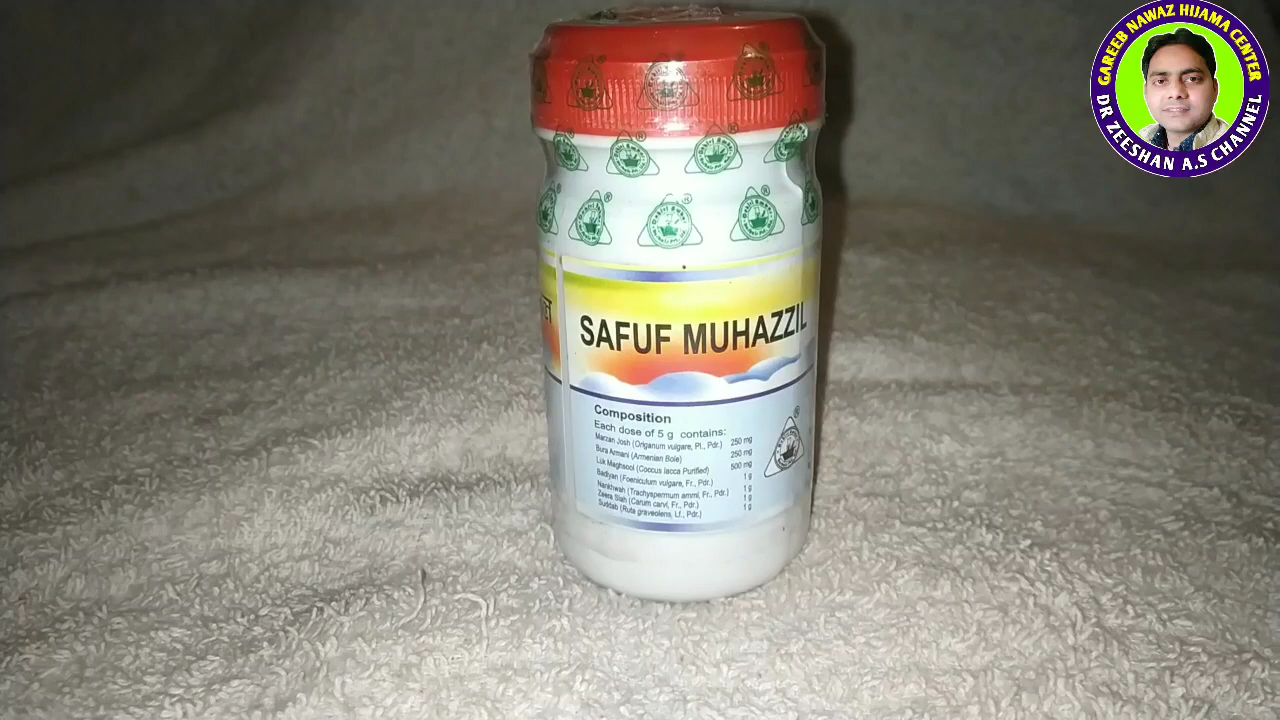 GAREEB NAWAZ HIJAMA CENTER
DR ZEESHAN A.S CHANNEL
SAFUF MUHAZZIL
Composition
Each dose of 5 g contains:
Marzan Josh (Origanum vulgare, Pl., Pdr.) 250 mg
Bura Armani (Armenian Bole) 250 mg
Luk Maghsool (Coccus lacca Purified) 500 mg
Badiyan (Foeniculum vulgare, Fr., Pdr.) 1 g
Nankhwah (Trachyspermum ammi, Fr., Pdr.) 1 g
Zeera Siah (Carum carvi, Fr., Pdr.) 1 g
Suddab (Ruta graveolens, Lf., Pdr.) 1 g